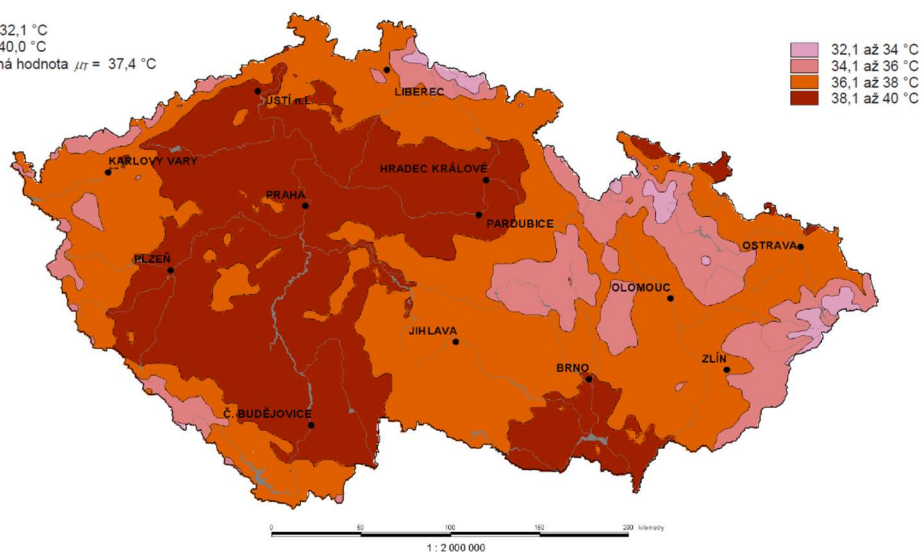 32,1 °C
40,0 °C
ná hodnota μT = 37,4 °C
32,1 až 34 °C
34,1 až 36 °C
36,1 až 38 °C
38,1 až 40 °C
LIBEREC
ÚSTÍ n.L.
KARLOVY VARY
HRADEC KRÁLOVÉ
PRAHA
PARDUBICE
OSTRAVA
PLZEŇ
OLOMOUC
JIHLAVA
ZLÍN
BRNO
Č. BUDĚJOVICE
0 50 100 150 200 kilometry
1 : 2 000 000